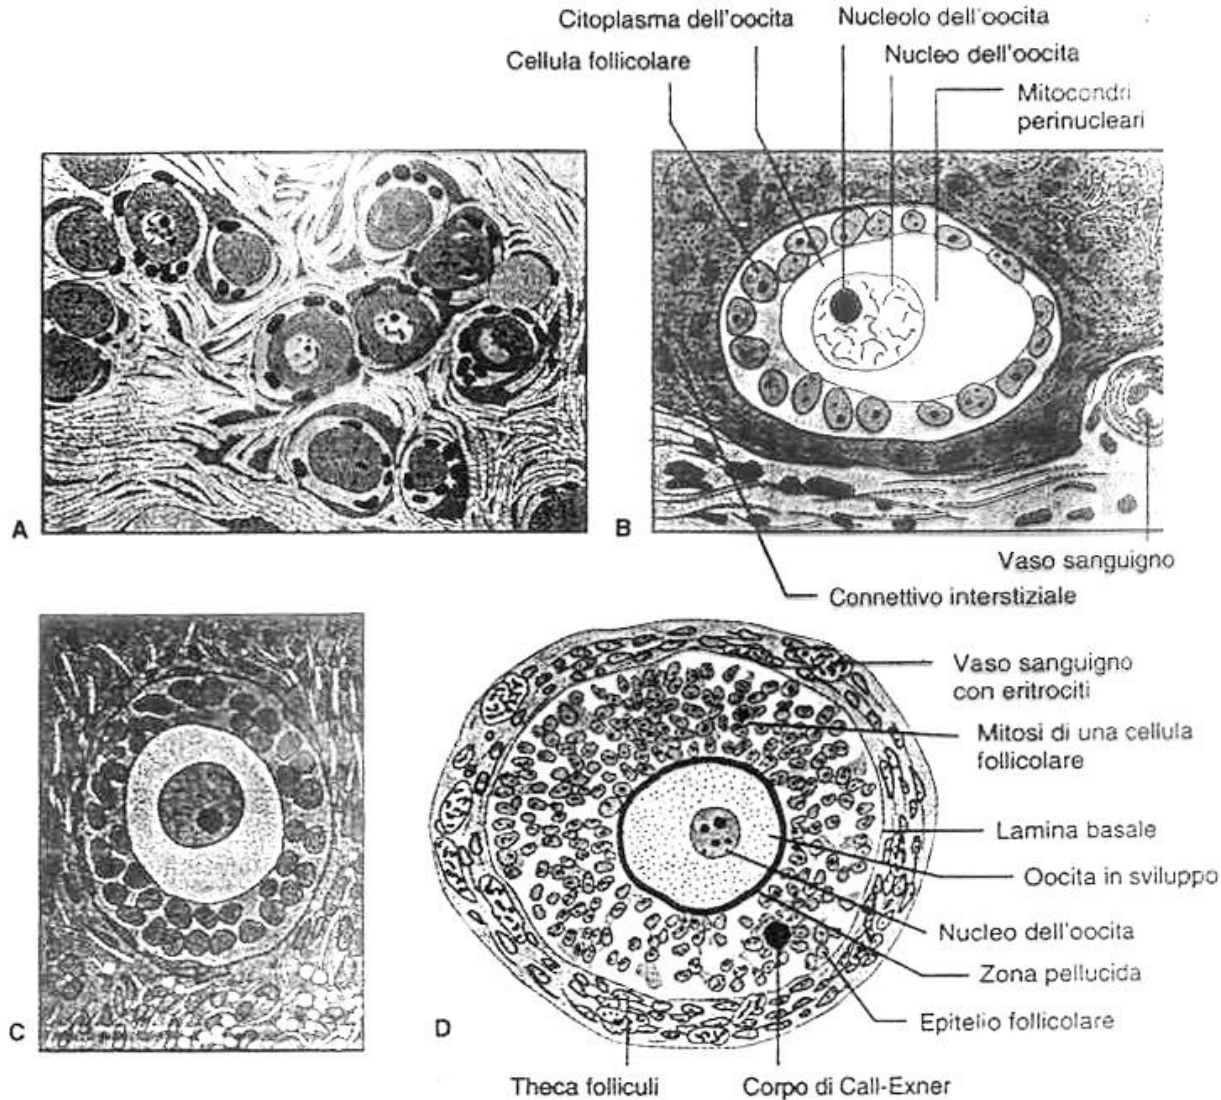 Citoplasma dell'oocita
Nucleolo dell'oocita
Cellula follicolare
Nucleo dell'oocita
Mitocondri
perinucleari
A
B
Vaso sanguigno
Connettivo interstiziale
Vaso sanguigno
con eritrociti
Mitosi di una cellula
follicolare
Lamina basale
Oocita in sviluppo
Nucleo dell'oocita
Zona pellucida
Epitelio follicolare
C
D
Theca folliculi
Corpo di Call-Exner